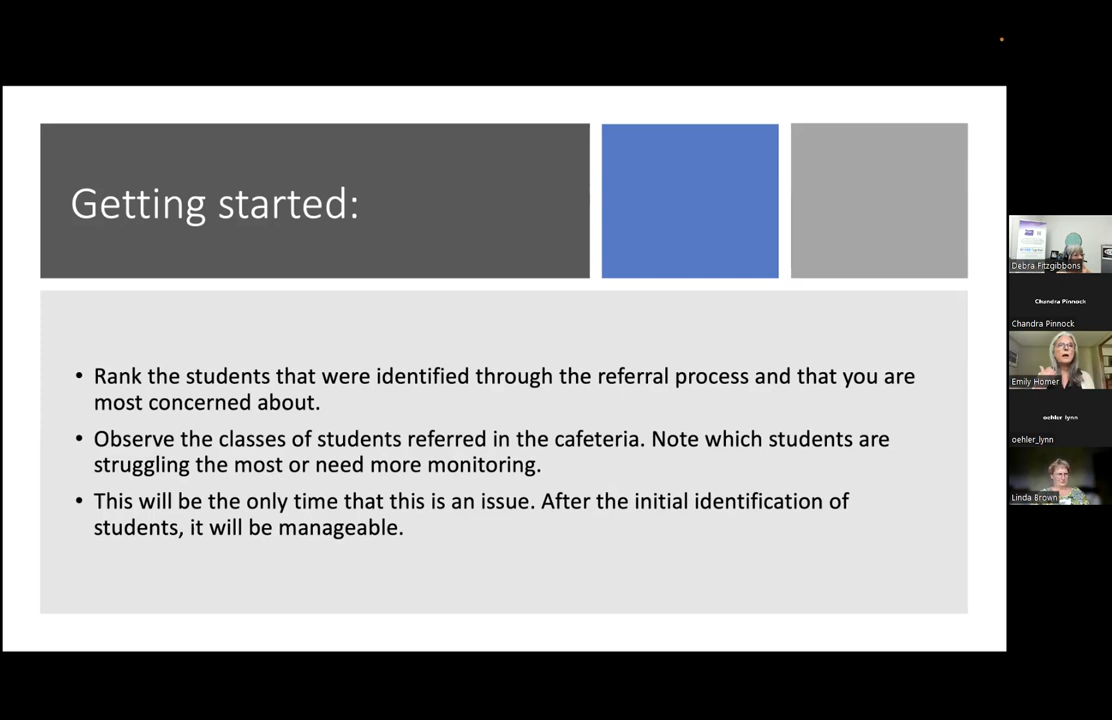 Getting started:
• Rank the students that were identified through the referral process and that you are
most concerned about.
• Observe the classes of students referred in the cafeteria. Note which students are
struggling the most or need more monitoring.
• This will be the only time that this is an issue. After the initial identification of
students, it will be manageable.
Debra Fitzgibbons
Chandra Pinnock
Chandra Pinnock
Emily Homer
oehler_lynn
oehler_lynn
Linda Brown